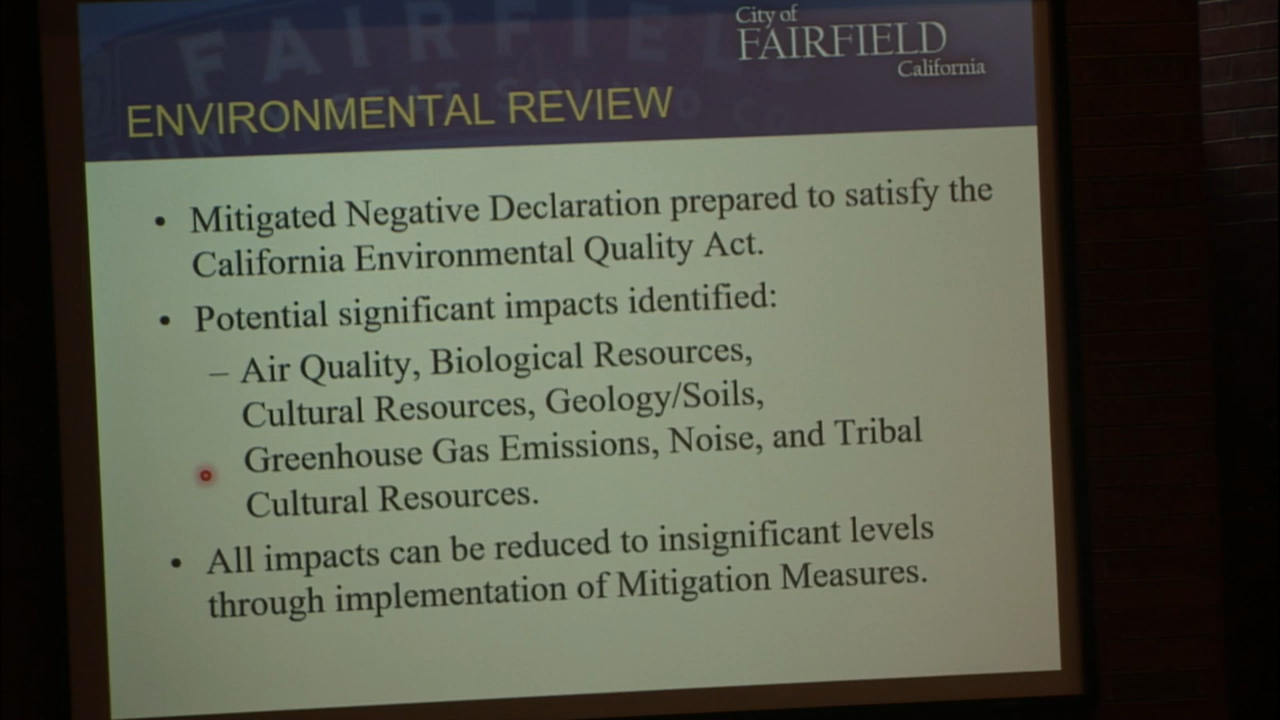 City of
FAIRFIELD
California
FAIRFIEL
ENVIRONMENTAL REVIEW
• Mitigated Negative Declaration prepared to satisfy the
California Environmental Quality Act.
• Potential significant impacts identified:
– Air Quality, Biological Resources,
Cultural Resources, Geology/Soils,
Greenhouse Gas Emissions, Noise, and Tribal
Cultural Resources.
• All impacts can be reduced to insignificant levels
through implementation of Mitigation Measures.